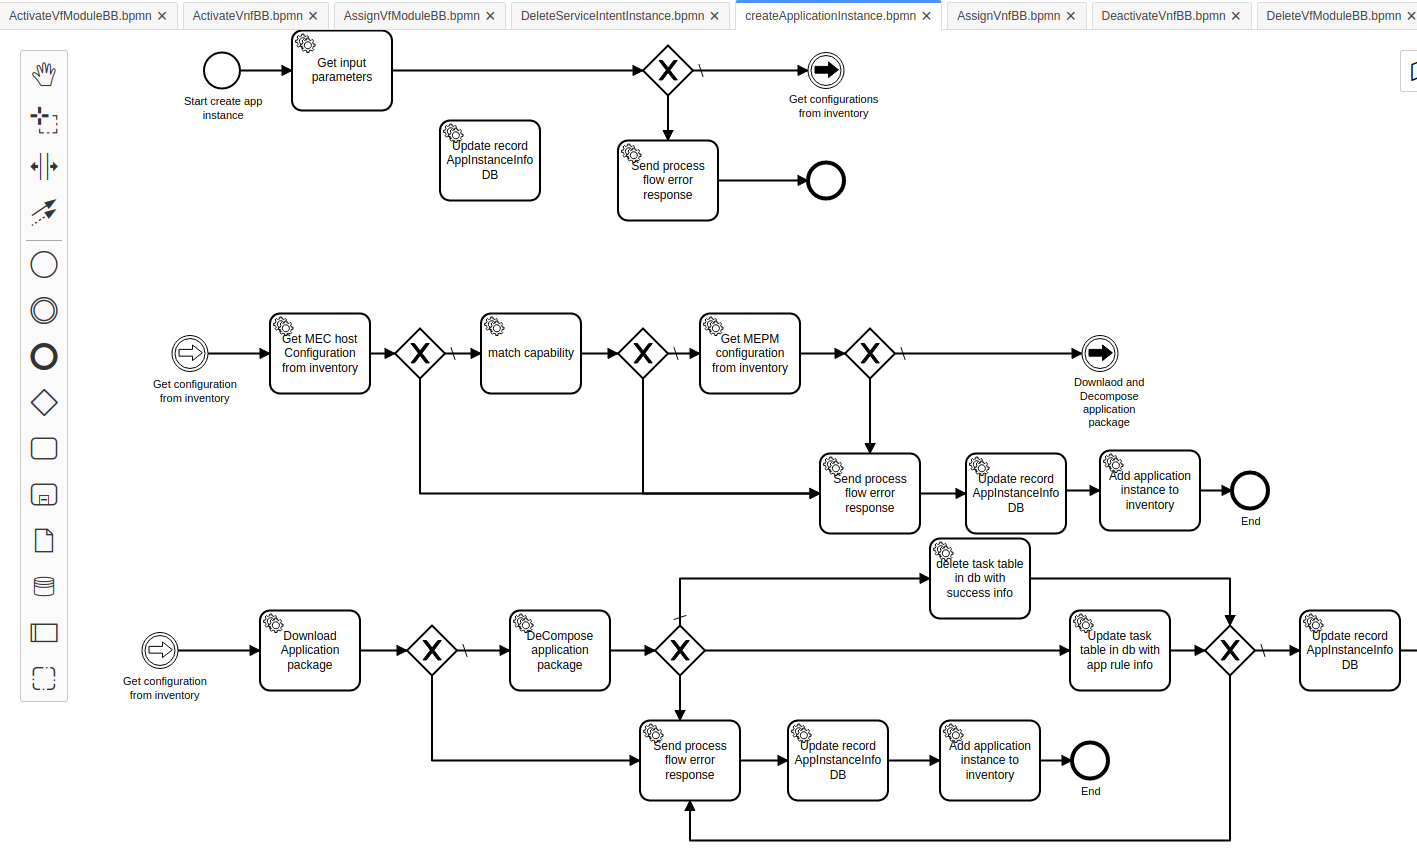 ActivateVfModuleBB.bpmn
ActivateVnfBB.bpmn
AssignVfModuleBB.bpmn
DeleteServiceIntentInstance.bpmn
createApplicationInstance.bpmn
AssignVnfBB.bpmn
DeactivateVnfBB.bpmn
DeleteVfModuleBB.bpmn
Start create app
instance
Get input
parameters
Get configurations
from inventory
Update record
AppInstanceInfo
DB
Send process
flow error
response
Get configuration
from inventory
Get MEC host
Configuration
from inventory
match capability
Get MEPM
configuration
from inventory
Downlaod and
Decompose
application
package
Send process
flow error
response
Update record
AppInstanceInfo
DB
Add application
instance to
inventory
End
delete task table
in db with
success info
Get configuration
from inventory
Download
Application
package
DeCompose
application
package
Update task
table in db with
app rule info
Update record
AppInstanceInfo
DB
Send process
flow error
response
Update record
AppInstanceInfo
DB
Add application
instance to
inventory
End